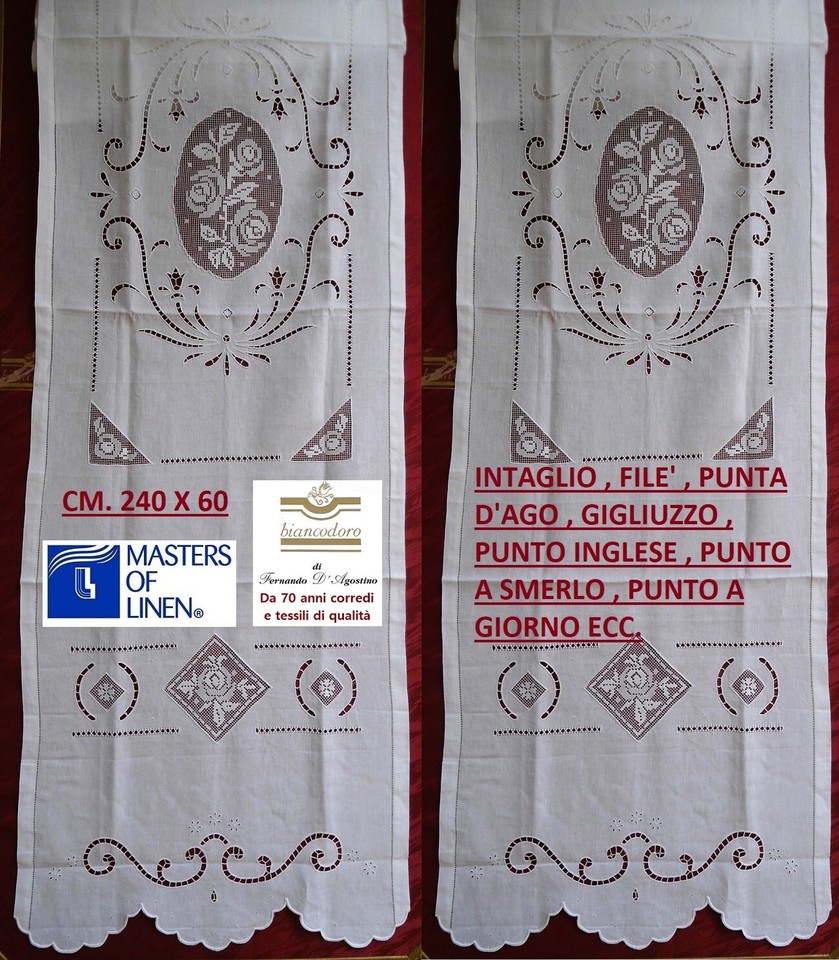 CM. 240 X 60
MASTERS
OF
LINEN®
biancodoro
di
Fernando D'Agostino
Da 70 anni corredi
e tessili di qualità
INTAGLIO , FILE' , PUNTA
D'AGO , GIGLIUZZO ,
PUNTO INGLESE , PUNTO
A SMERLO , PUNTO A
GIORNO ECC.